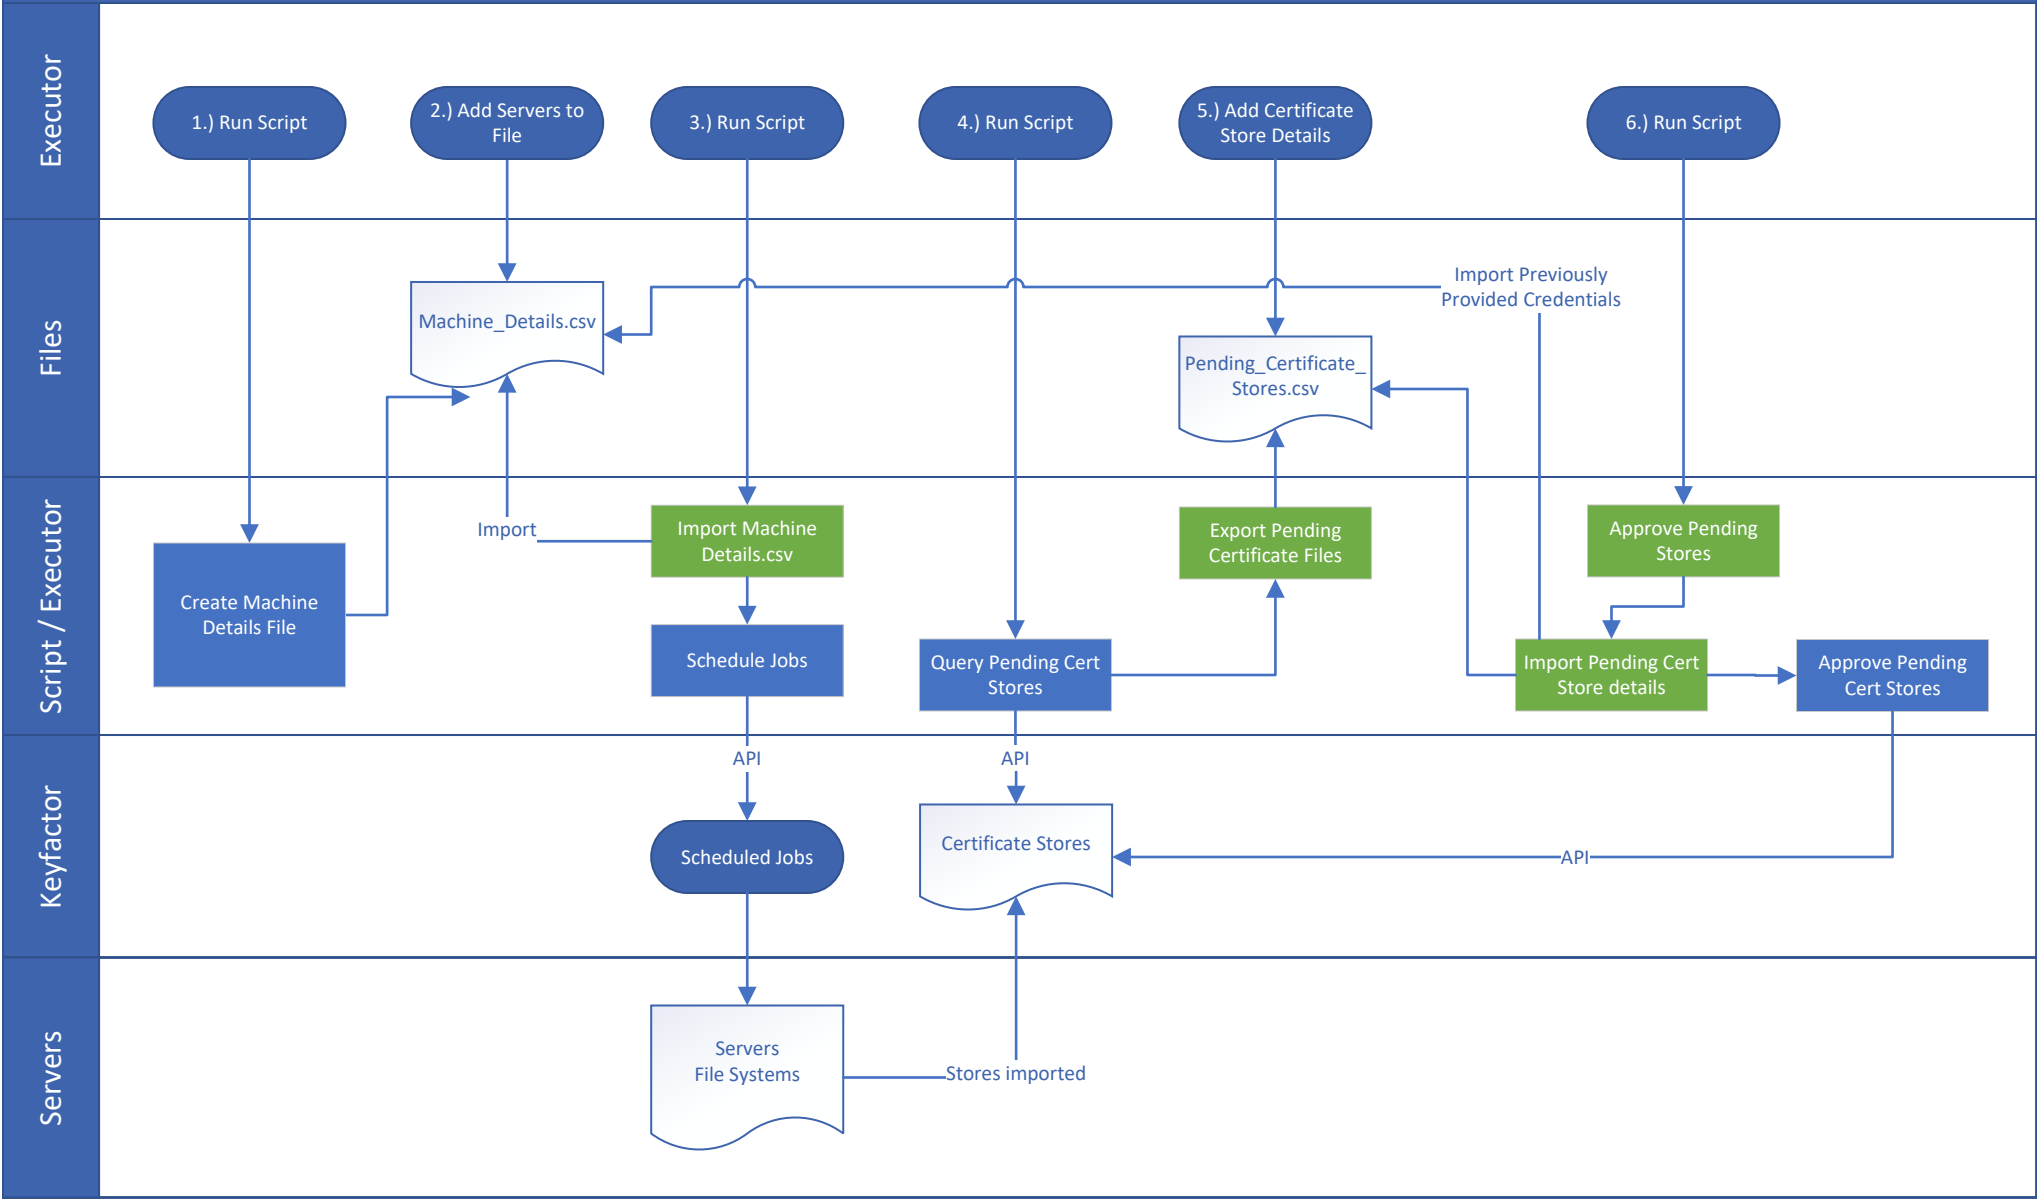 Executor
1.) Run Script
2.) Add Servers to
File
3.) Run Script
4.) Run Script
5.) Add Certificate
Store Details
6.) Run Script
Files
Machine_Details.csv
Import Previously
Provided Credentials
Pending_Certificate_
Stores.csv
Script / Executor
Create Machine
Details File
Import
Import Machine
Details.csv
Schedule Jobs
Query Pending Cert
Stores
Export Pending
Certificate Files
Approve Pending
Stores
Import Pending Cert
Store details
Approve Pending
Cert Stores
Keyfactor
API
API
Scheduled Jobs
Certificate Stores
API
Servers
Servers
File Systems
Stores imported